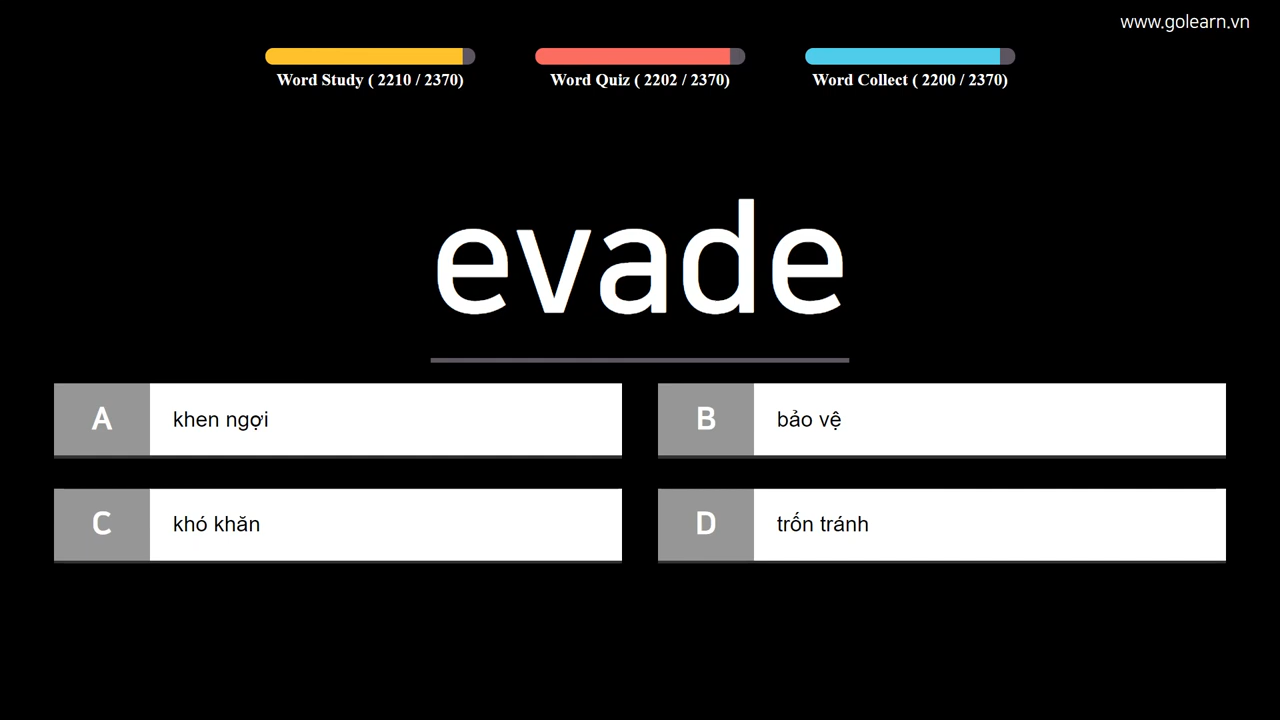 www.golearn.vn
Word Study ( 2210 / 2370)
Word Quiz ( 2202 / 2370)
Word Collect ( 2200 / 2370)
evade
A khen ngợi
B bảo vệ
C khó khăn
D trốn tránh